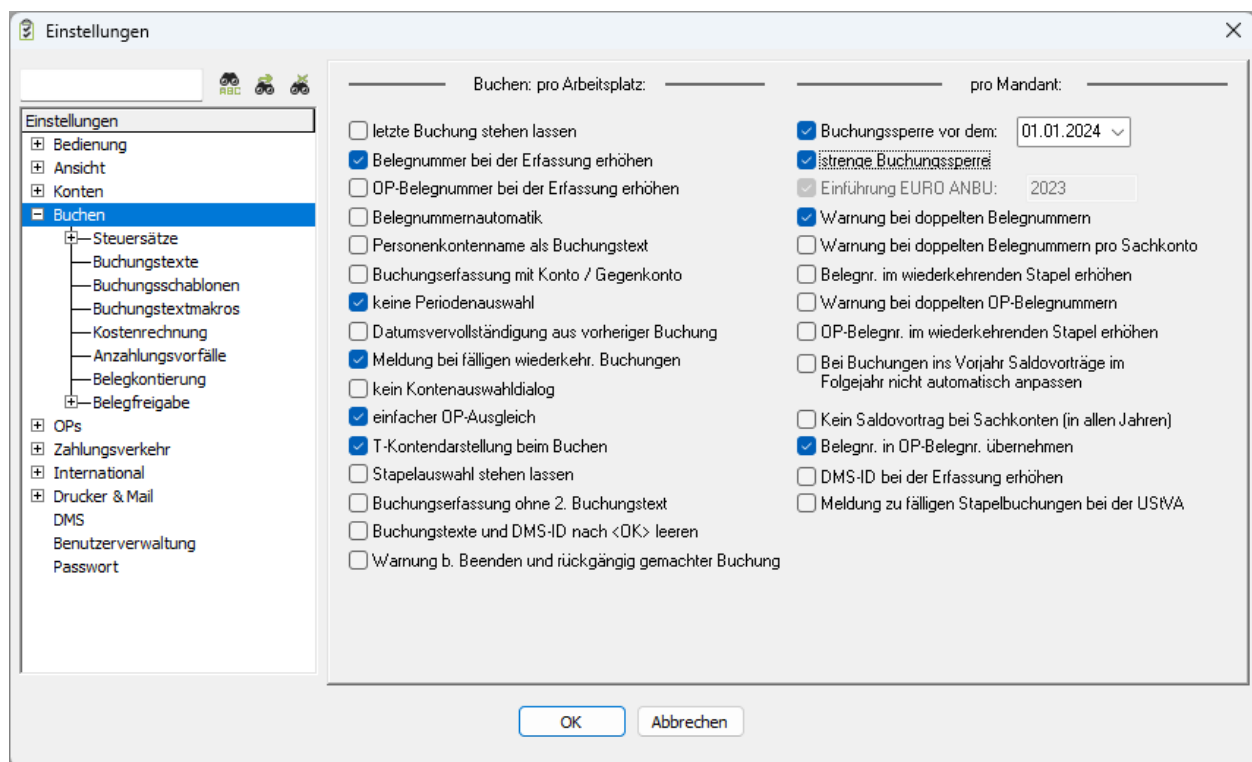 Einstellungen
ABC
Einstellungen
Bedienung
Ansicht
Konten
Buchen
Steuersätze
Buchungstexte
Buchungsschablonen
Buchungstextmakros
Kostenrechnung
Anzahlungsvorfälle
Belegkontierung
Belegfreigabe
OPs
Zahlungsverkehr
International
Drucker & Mail
DMS
Benutzerverwaltung
Passwort
Buchen: pro Arbeitsplatz:
letzte Buchung stehen lassen
Belegnummer bei der Erfassung erhöhen
OP-Belegnummer bei der Erfassung erhöhen
Belegnummernautomatik
Personenkontenname als Buchungstext
Buchungserfassung mit Konto / Gegenkonto
keine Periodenauswahl
Datumsvervollständigung aus vorheriger Buchung
Meldung bei fälligen wiederkehr. Buchungen
kein Kontenauswahldialog
einfacher OP-Ausgleich
T-Kontendarstellung beim Buchen
Stapelauswahl stehen lassen
Buchungserfassung ohne 2. Buchungstext
Buchungstexte und DMS-ID nach <OK> leeren
Warnung b. Beenden und rückgängig gemachter Buchung
pro Mandant:
Buchungssperre vor dem: 01.01.2024
strenge Buchungssperre
Einführung EURO ANBU: 2023
Warnung bei doppelten Belegnummern
Warnung bei doppelten Belegnummern pro Sachkonto
Belegnr. im wiederkehrenden Stapel erhöhen
Warnung bei doppelten OP-Belegnummern
OP-Belegnr. im wiederkehrenden Stapel erhöhen
Bei Buchungen ins Vorjahr Saldovorträge im
Folgejahr nicht automatisch anpassen
Kein Saldovortrag bei Sachkonten (in allen Jahren)
Belegnr. in OP-Belegnr. übernehmen
DMS-ID bei der Erfassung erhöhen
Meldung zu fälligen Stapelbuchungen bei der UStVA
OK
Abbrechen